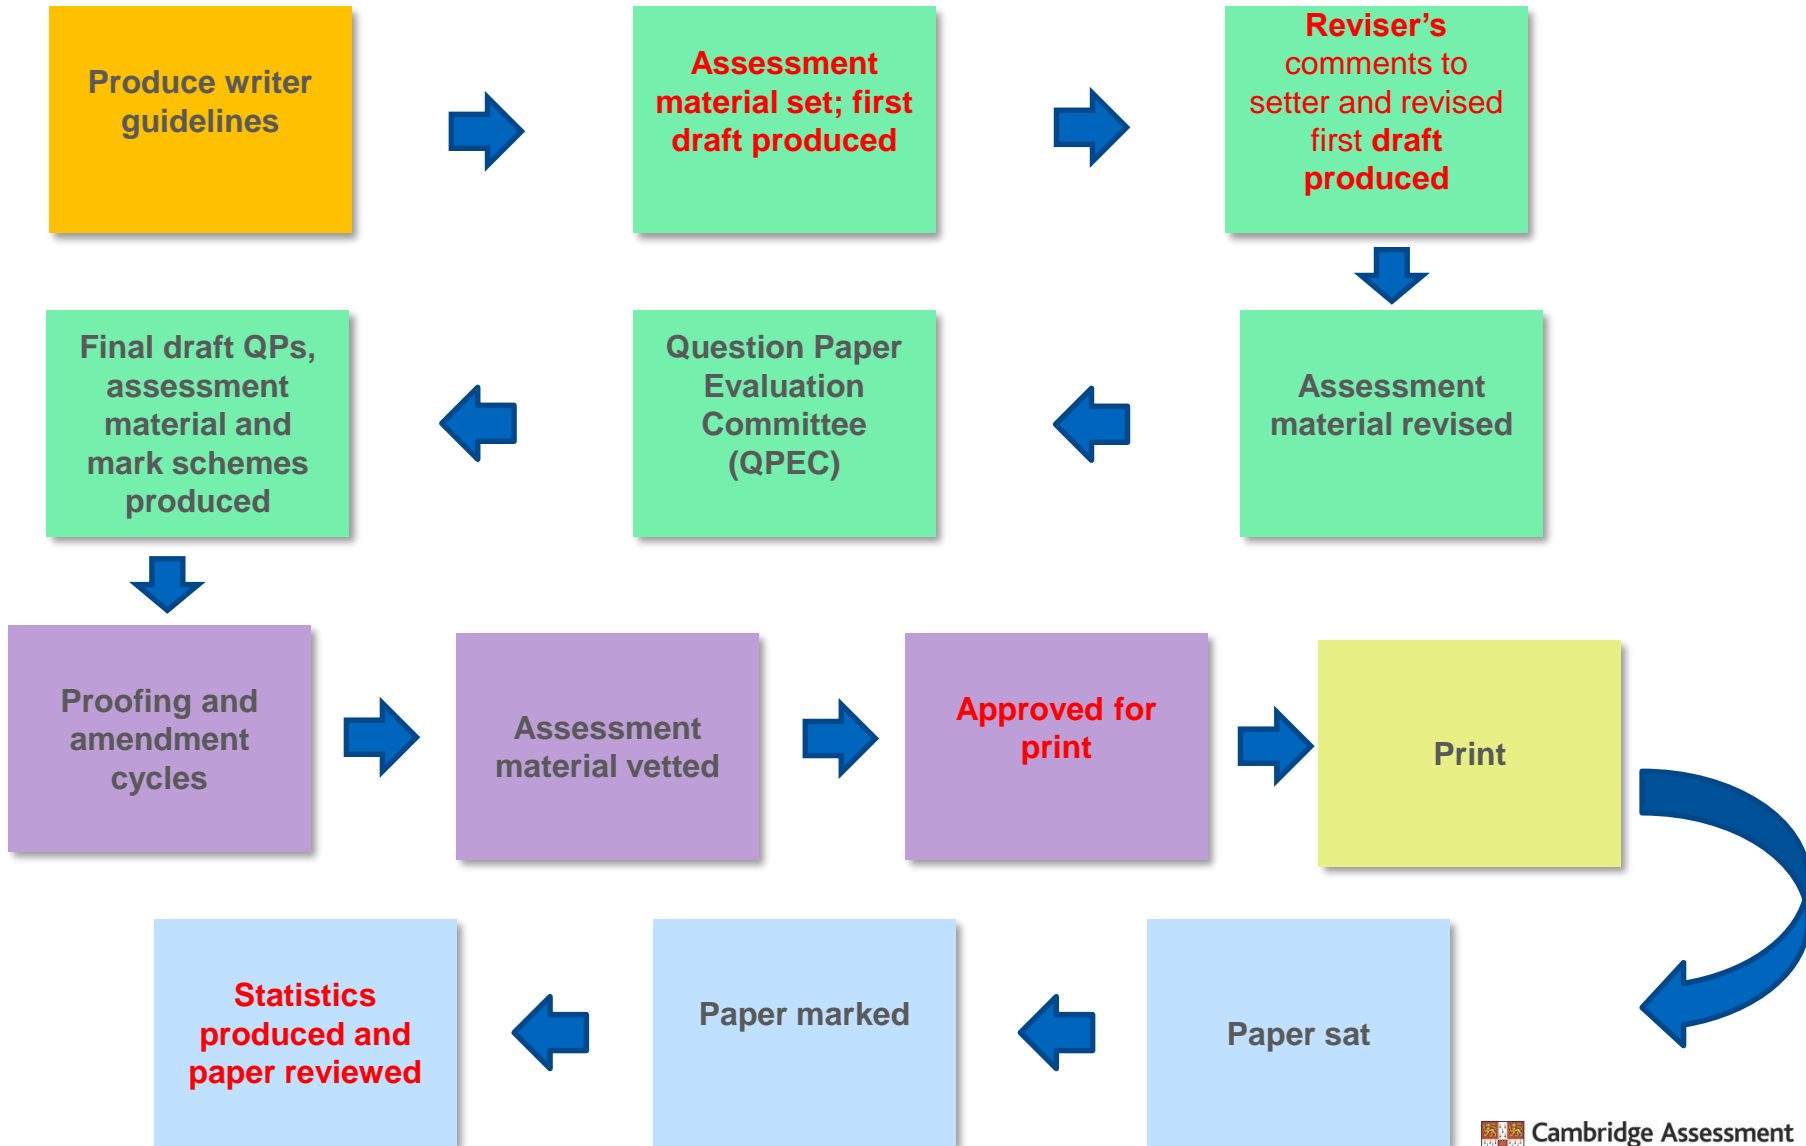 Produce writer
guidelines
Assessment
material set; first
draft produced
Reviser’s
comments to
setter and revised
first draft
produced
Assessment
material revised
Question Paper
Evaluation
Committee
(QPEC)
Final draft QPs,
assessment
material and
mark schemes
produced
Proofing and
amendment
cycles
Assessment
material vetted
Approved for
print
Print
Paper sat
Paper marked
Statistics
produced and
paper reviewed
Cambridge Assessment